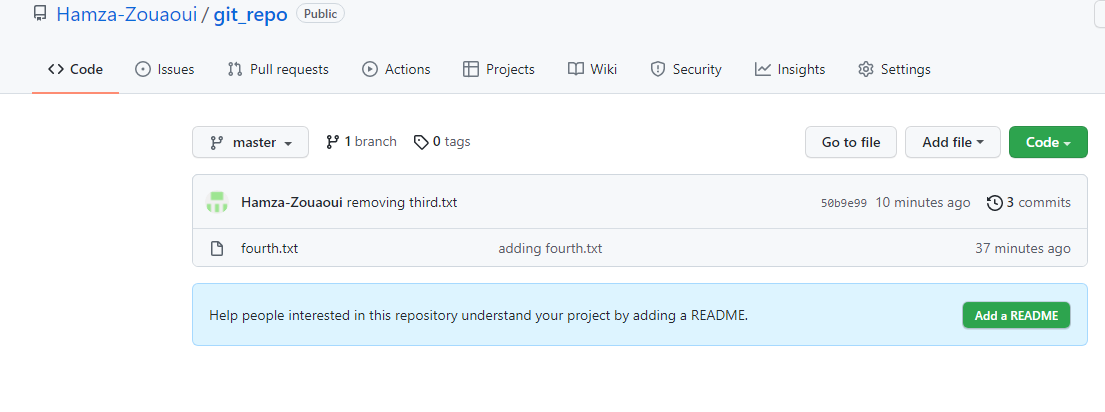 Hamza-Zouaoui / git_repo Public
Code Issues Pull requests Actions Projects Wiki Security Insights Settings
master 1 branch 0 tags Go to file Add file Code
Hamza-Zouaoui removing third.txt 50b9e99 10 minutes ago 3 commits
fourth.txt adding fourth.txt 37 minutes ago
Help people interested in this repository understand your project by adding a README. Add a README